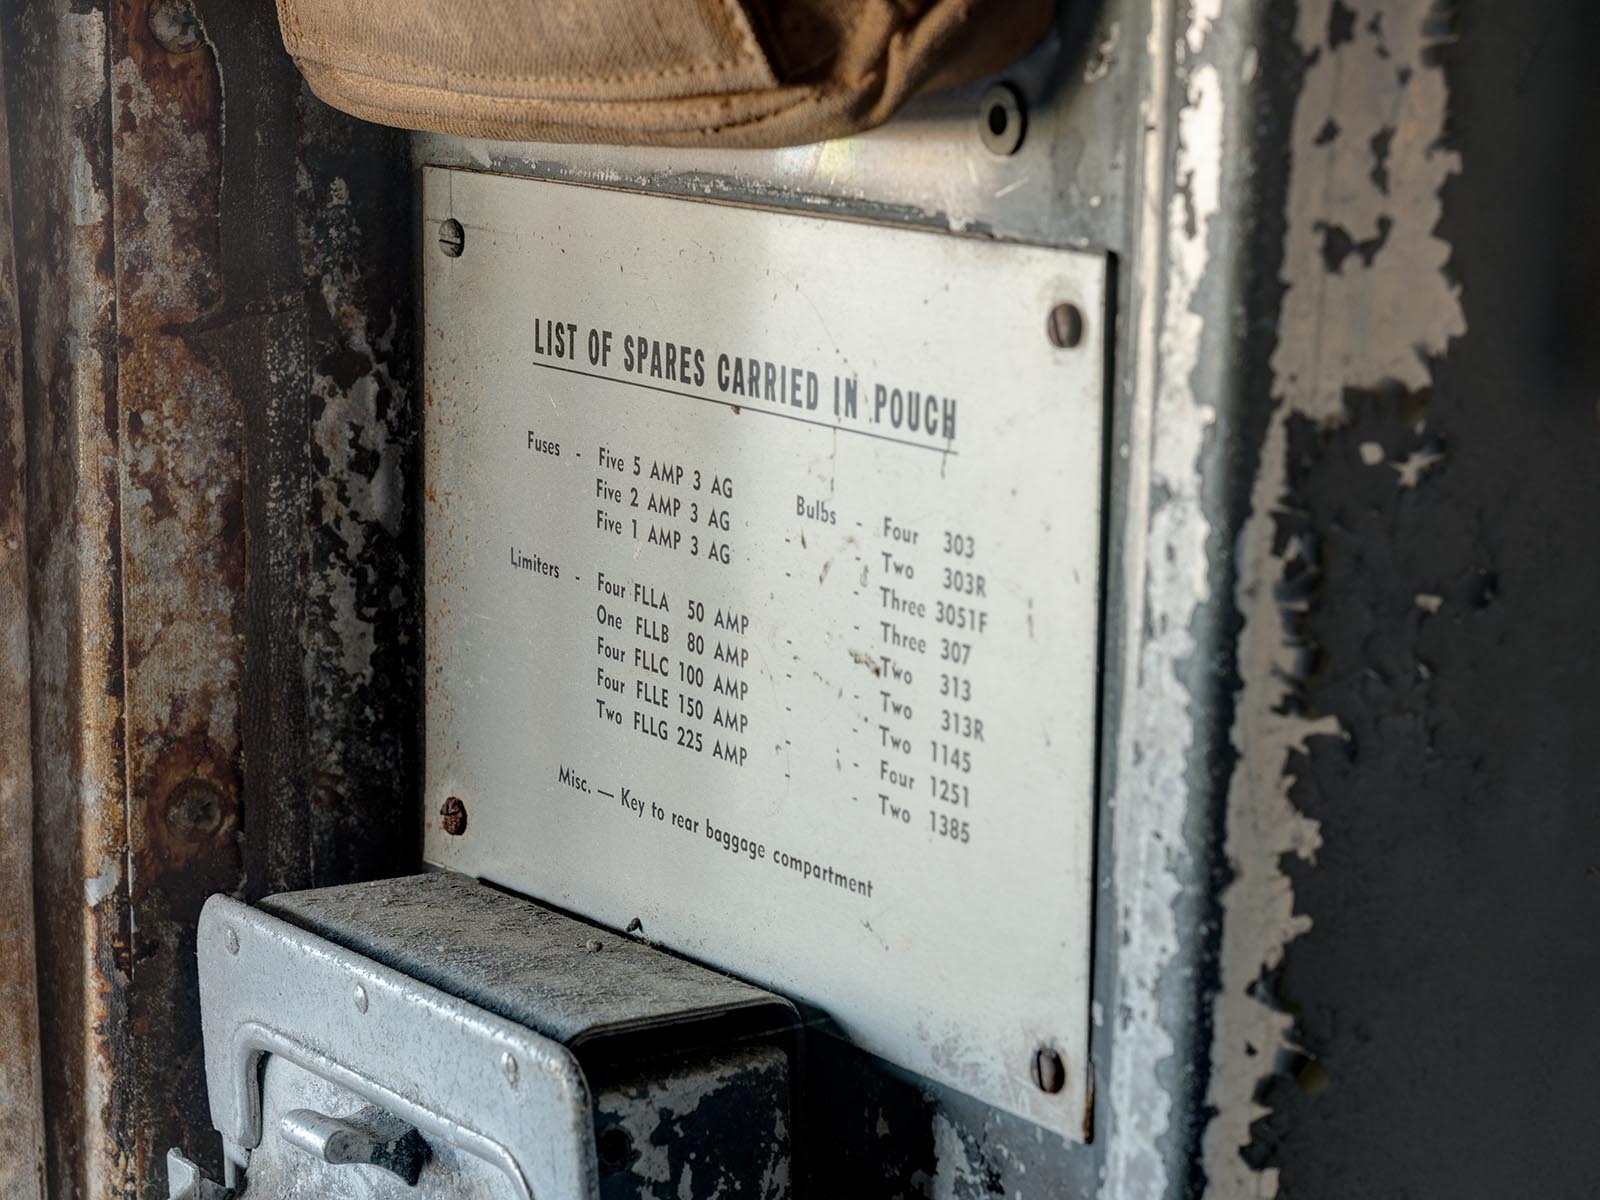 LIST OF SPARES CARRIED IN POUCH
Fuses - Five 5 AMP 3 AG
Five 2 AMP 3 AG
Five 1 AMP 3 AG
Limiters - Four FLLA 50 AMP
One FLLB 80 AMP
Four FLLC 100 AMP
Four FLLE 150 AMP
Two FLLG 225 AMP
Bulbs - Four 303
- Two 303R
- Three 3051F
- Three 307
- Two 313
- Two 313R
- Two 1145
- Four 1251
- Two 1385
Misc. — Key to rear baggage compartment